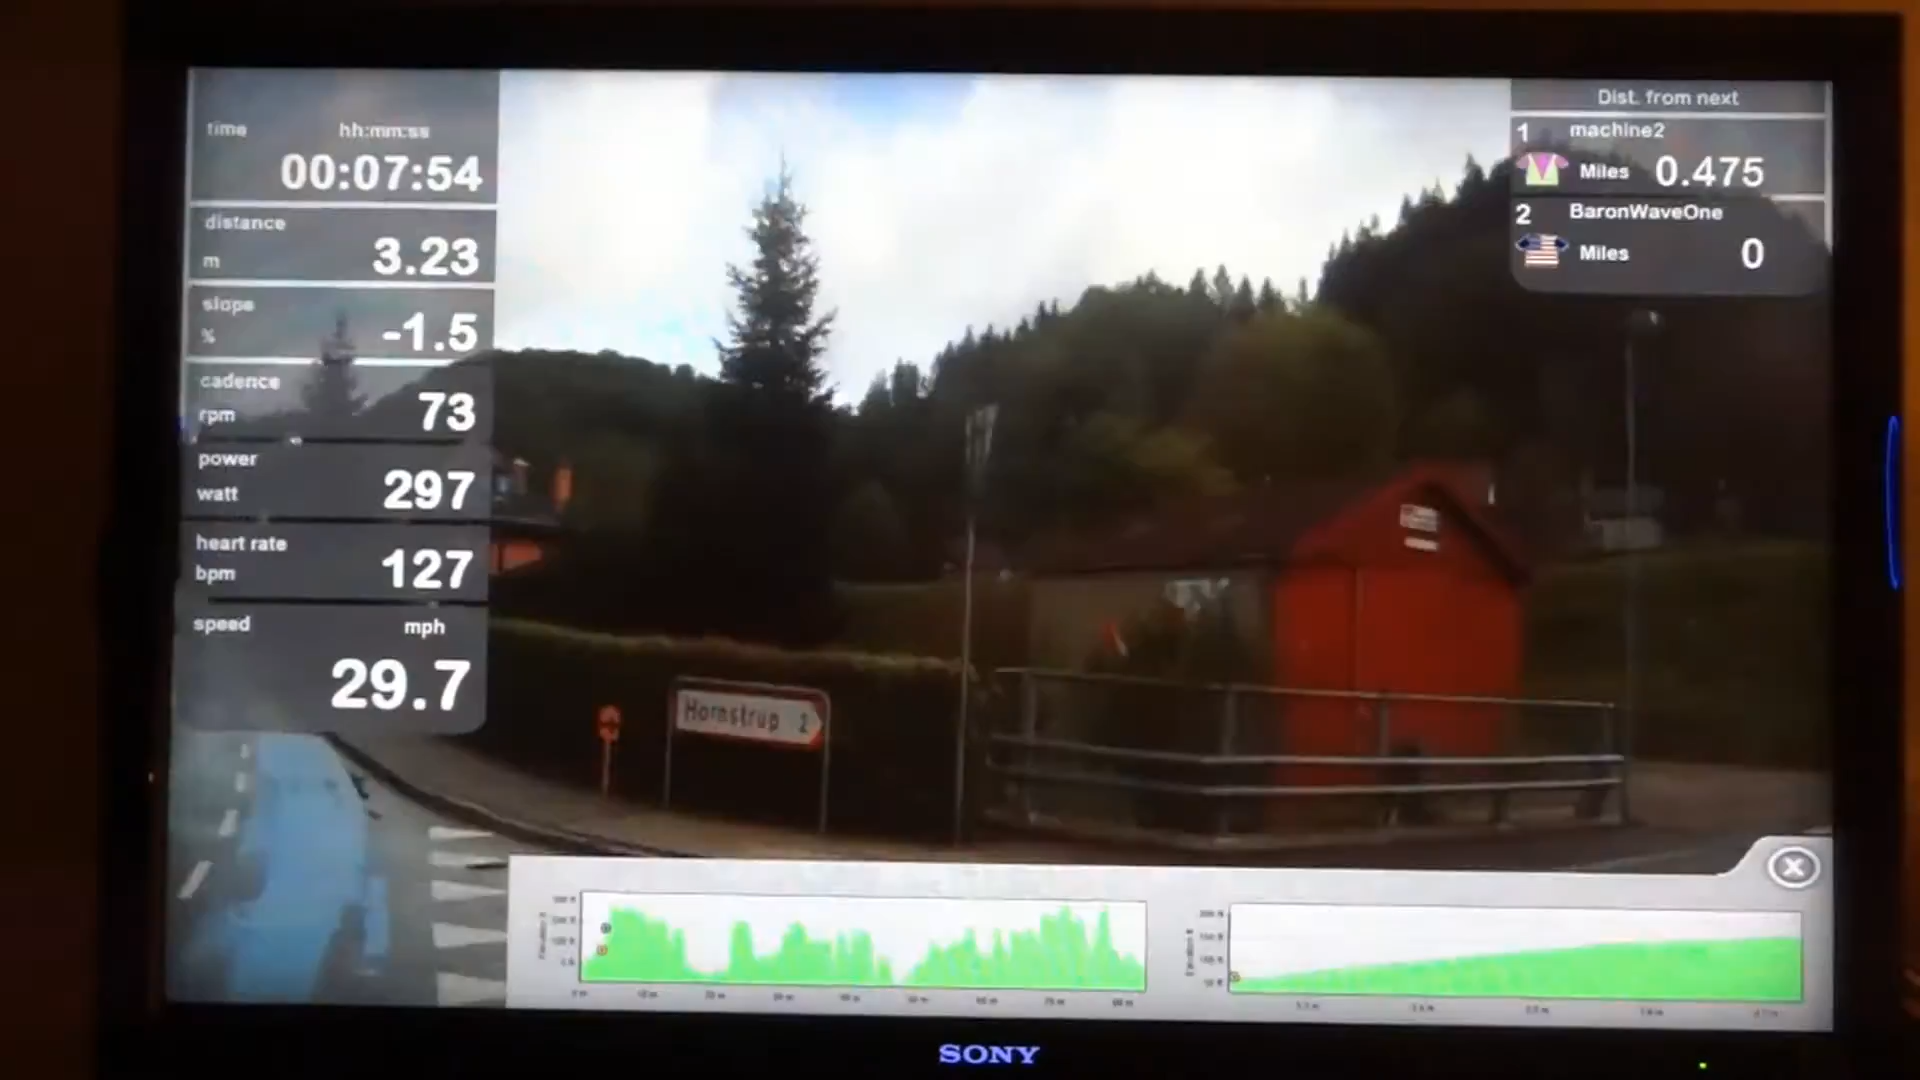 time hh:mm:ss
00:07:54
distance
m 3.23
slope
% -1.5
cadence
rpm 73
power
watt 297
heart rate
bpm 127
speed mph
29.7
Dist. from next
1 machine2
Miles 0.475
2 BaronWaveOne
Miles 0
Hornstrup 2
SONY